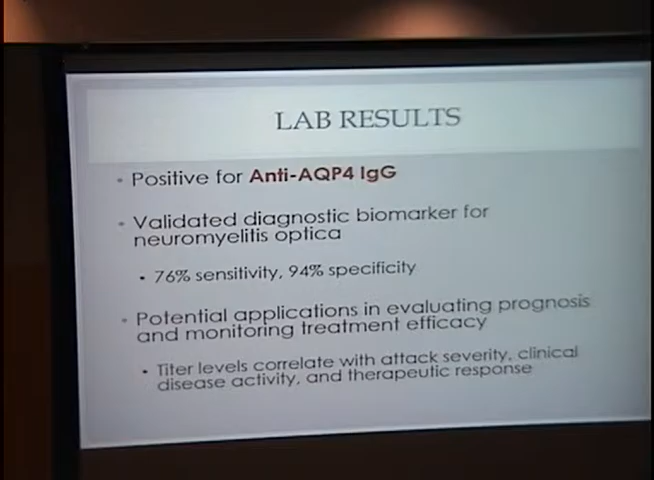 LAB RESULTS
• Positive for Anti-AQP4 IgG
• Validated diagnostic biomarker for
neuromyelitis optica
• 76% sensitivity, 94% specificity
• Potential applications in evaluating prognosis
and monitoring treatment efficacy
• Titer levels correlate with attack severity, clinical
disease activity, and therapeutic response